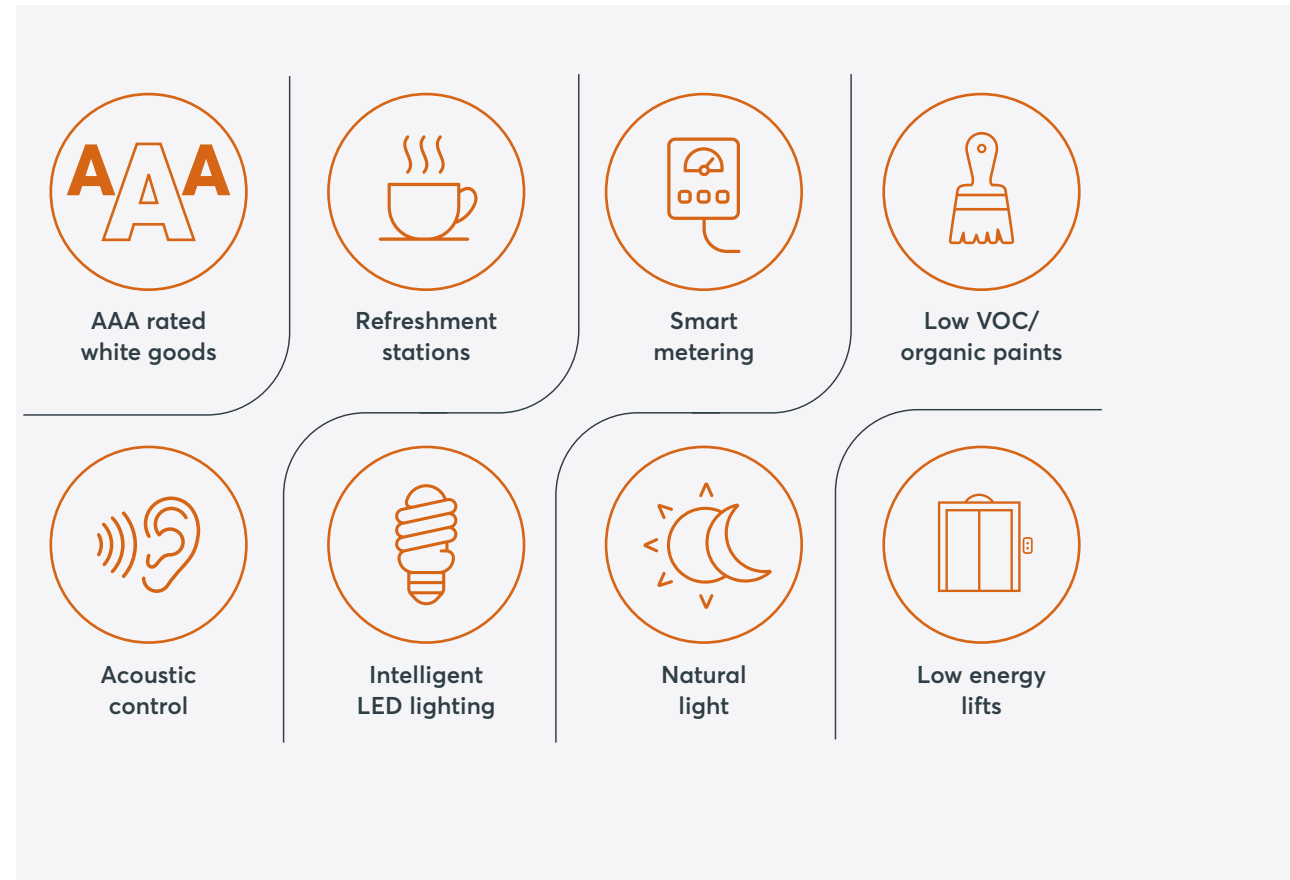 AAA
AAA rated
white goods
Refreshment
stations
Smart
metering
Low VOC/
organic paints
Acoustic
control
Intelligent
LED lighting
Natural
light
Low energy
lifts